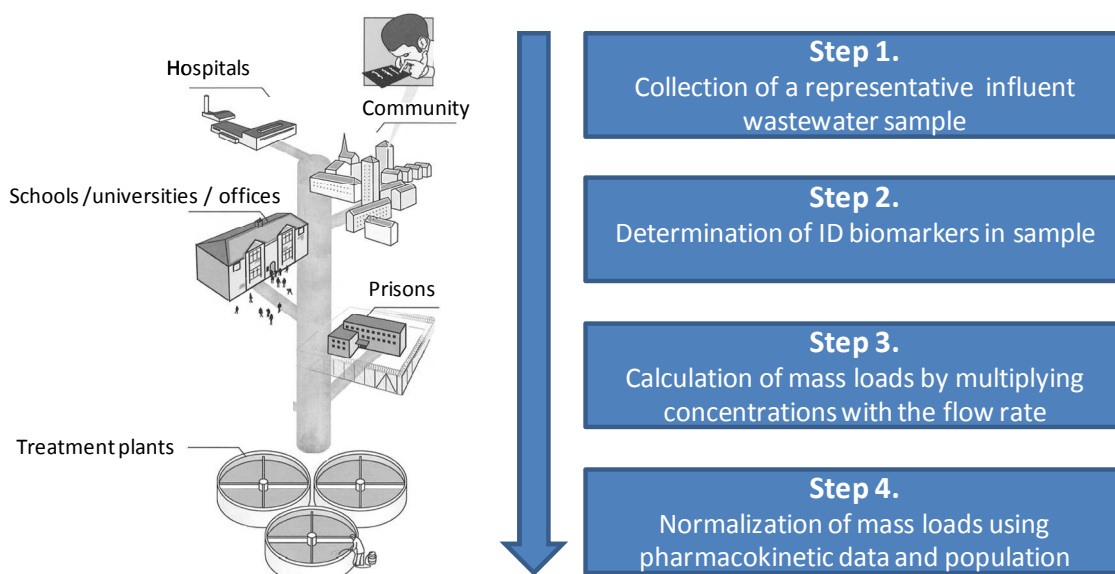 Hospitals
Community
Schools /universities / offices
Prisons
Treatment plants
Step 1.
Collection of a representative influent
wastewater sample
Step 2.
Determination of ID biomarkers in sample
Step 3.
Calculation of mass loads by multiplying
concentrations with the flow rate
Step 4.
Normalization of mass loads using
pharmacokinetic data and population